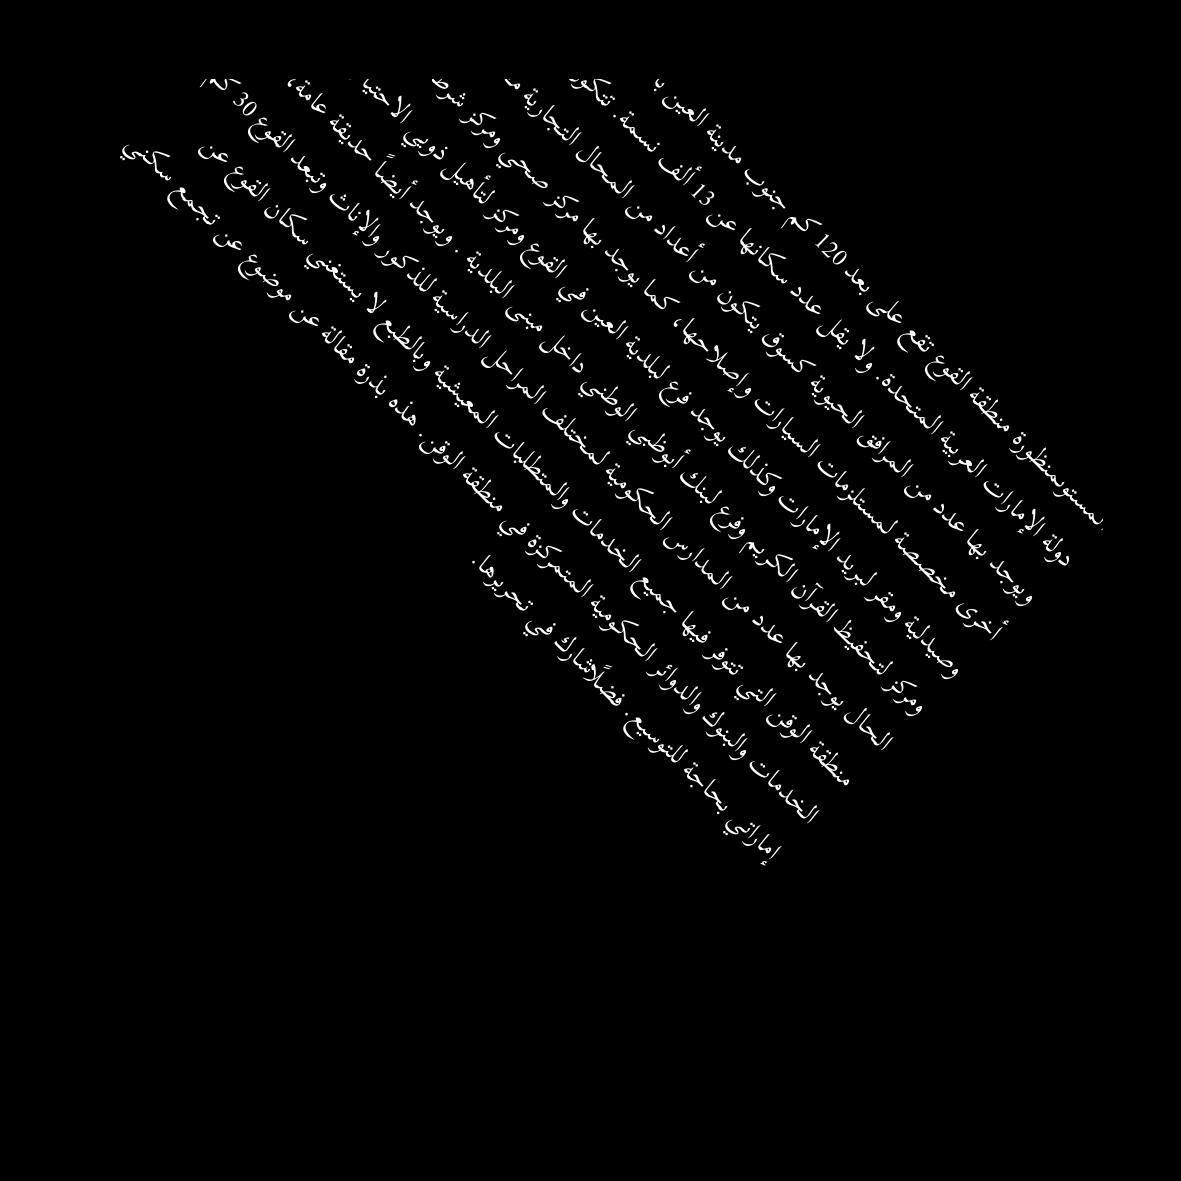 منظورة منطقة القوع تقع على بعد 120 كم جنوب مدينة العين
دولة الإمارات العربية المتحدة. ولا يقل عدد سكانها عن 13 ألف نسمة.
ويوجد بها عدد من المرافق الحيوية كسوق يتكون من أعداد من المحال التجارية
أخرى مخصصة لمستلزمات السيارات وإصلاحها، كما يوجد بها مركز صحي ومركز
وصيدلية ومقر لبريد الإمارات وكذلك يوجد فرع لبلدية العين في القوع ومركز لتأهيل ذويي
ومركز لتحفيظ القرآن الكريم وفرع لبنك أبوظبي الوطني داخل مبنى البلدية . ويوجد أيضاً حديقة عامة،
الحال يوجد بها عدد من المدارس الحكومية لمختلف المراحل الدراسية للذكور والإناث وتبعد القوع 30
منطقة الوقن التي تتوفر فيها جميع الخدمات والمتطلبات المعيشية وبالطبع لا يستغني سكان القوع عن
الخدمات والبنوك والدوائر الحكومية المتمركزة في منطقة الوقن. هذه بذرة مقالة عن موضوع عن تجمع سكني
إماراتي بحاجة للتوسيع. فضلًاشارك في تحريرها.